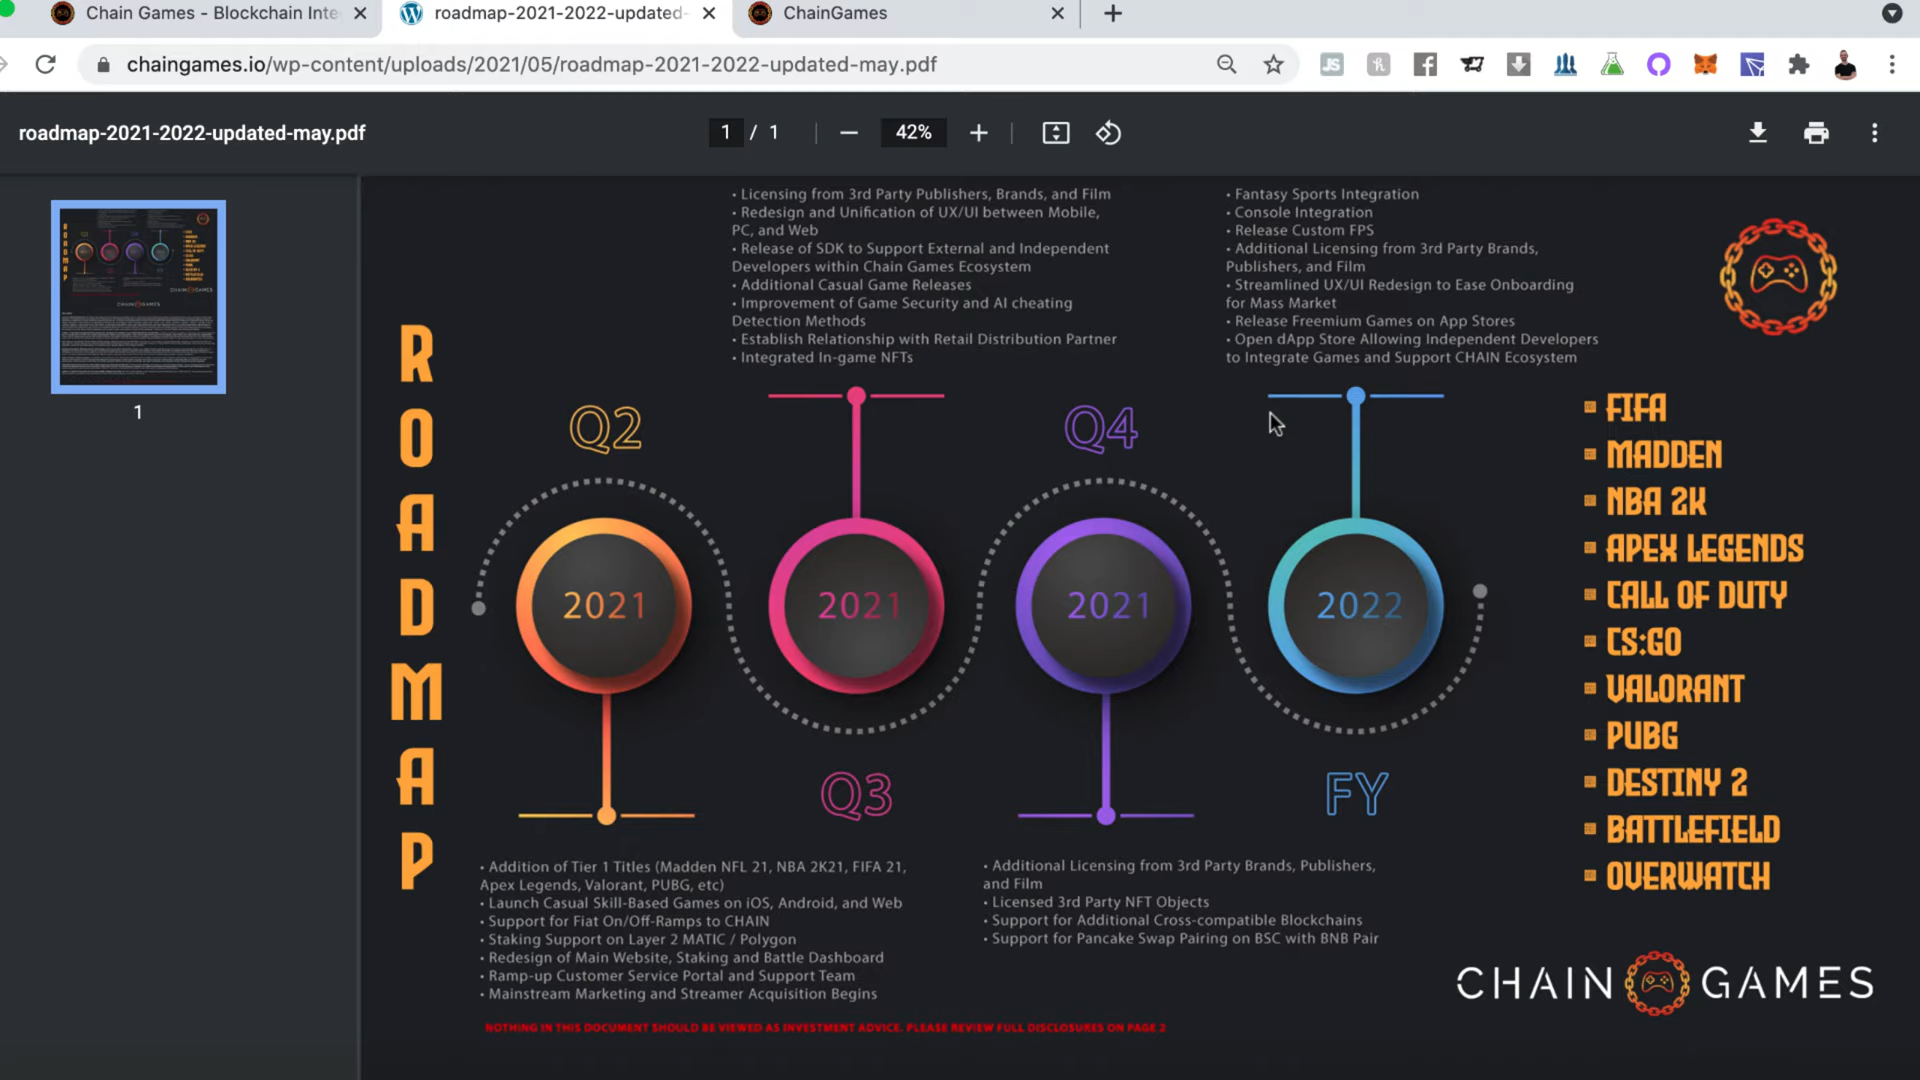 Chain Games - Blockchain Inte
roadmap-2021-2022-updated-
ChainGames
chaingames.io/wp-content/uploads/2021/05/roadmap-2021-2022-updated-may.pdf
roadmap-2021-2022-updated-may.pdf
1 / 1
42%
1
ROADMAP
• Licensing from 3rd Party Publishers, Brands, and Film
• Redesign and Unification of UX/UI between Mobile,
PC, and Web
• Release of SDK to Support External and Independent
Developers within Chain Games Ecosystem
• Additional Casual Game Releases
• Improvement of Game Security and AI cheating
Detection Methods
• Establish Relationship with Retail Distribution Partner
• Integrated In-game NFTs
• Fantasy Sports Integration
• Console Integration
• Release Custom FPS
• Additional Licensing from 3rd Party Brands,
Publishers, and Film
• Streamlined UX/UI Redesign to Ease Onboarding
for Mass Market
• Release Freemium Games on App Stores
• Open dApp Store Allowing Independent Developers
to Integrate Games and Support CHAIN Ecosystem
Q2
Q4
2021
2021
2021
2022
Q3
FY
• Addition of Tier 1 Titles (Madden NFL 21, NBA 2K21, FIFA 21,
Apex Legends, Valorant, PUBG, etc)
• Launch Casual Skill-Based Games on iOS, Android, and Web
• Support for Fiat On/Off-Ramps to CHAIN
• Staking Support on Layer 2 MATIC / Polygon
• Redesign of Main Website, Staking and Battle Dashboard
• Ramp-up Customer Service Portal and Support Team
• Mainstream Marketing and Streamer Acquisition Begins
• Additional Licensing from 3rd Party Brands, Publishers,
and Film
• Licensed 3rd Party NFT Objects
• Support for Additional Cross-compatible Blockchains
• Support for Pancake Swap Pairing on BSC with BNB Pair
FIFA
MADDEN
NBA 2K
APEX LEGENDS
CALL OF DUTY
CS:GO
VALORANT
PUBG
DESTINY 2
BATTLEFIELD
OVERWATCH
CHAIN GAMES
NOTHING IN THIS DOCUMENT SHOULD BE VIEWED AS INVESTMENT ADVICE. PLEASE REVIEW FULL DISCLOSURES ON PAGE 2